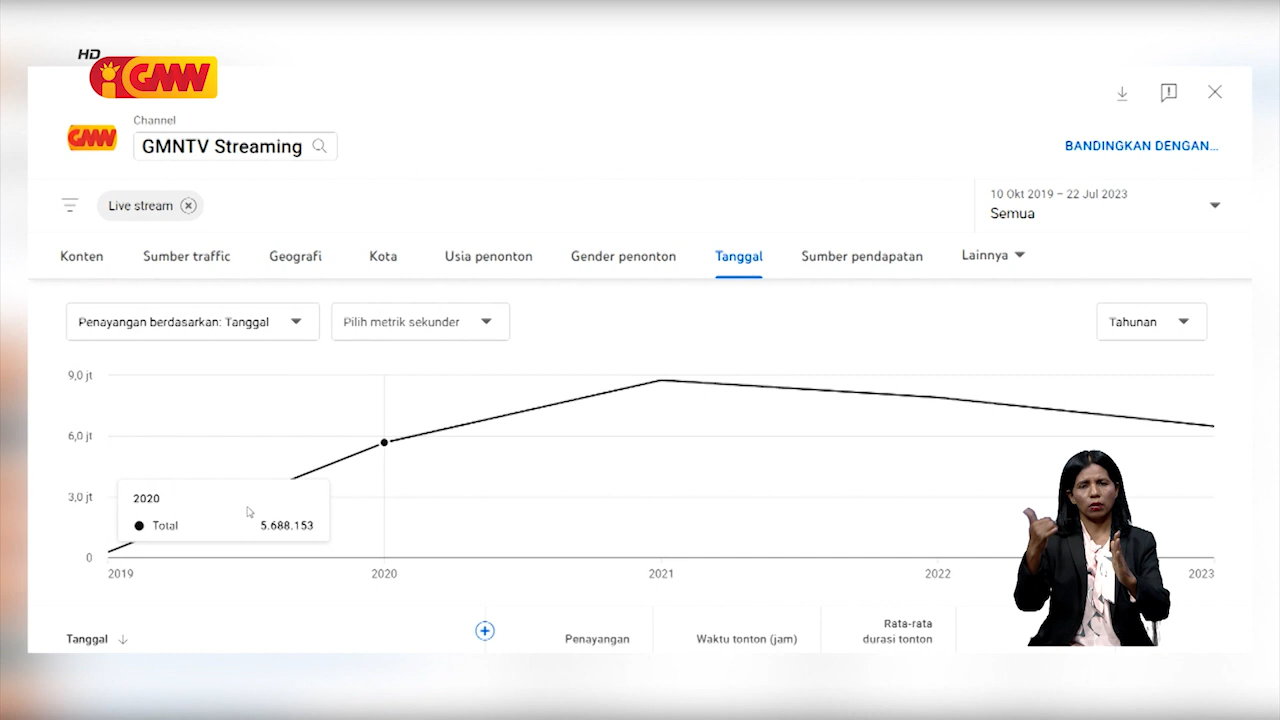 HD
iGMW
Channel
GMW
GMNTV Streaming
BANDINGKAN DENGAN...
Live stream
10 Okt 2019 – 22 Jul 2023
Semua
Konten
Sumber traffic
Geografi
Kota
Usia penonton
Gender penonton
Tanggal
Sumber pendapatan
Lainnya
Penayangan berdasarkan: Tanggal
Pilih metrik sekunder
Tahunan
9,0 jt
6,0 jt
3,0 jt
0
2020
Total
5.688.153
2019
2020
2021
2022
2023
Tanggal
Penayangan
Waktu tonton (jam)
Rata-rata
durasi tonton